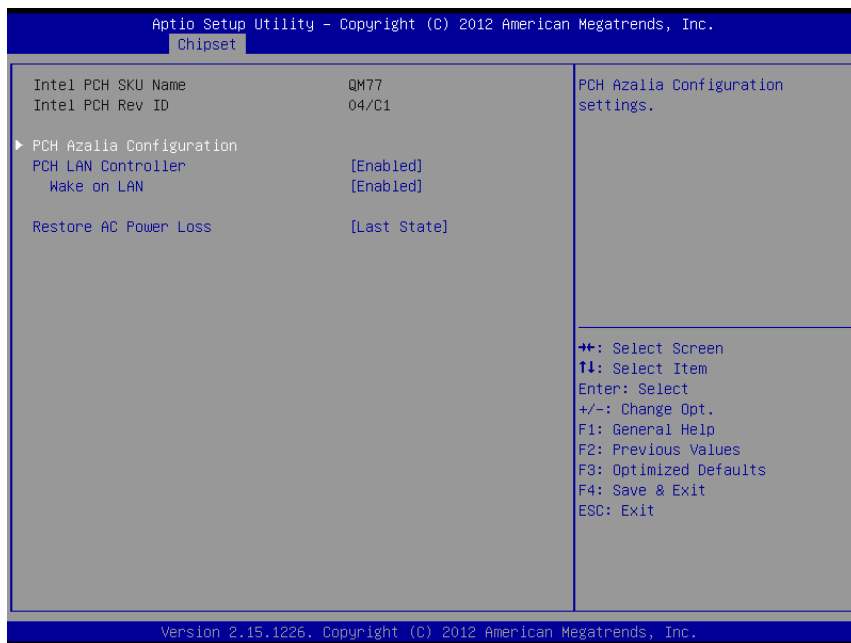 Aptio Setup Utility – Copyright (C) 2012 American Megatrends, Inc.
Chipset
Intel PCH SKU Name QM77
Intel PCH Rev ID 04/C1
▶ PCH Azalia Configuration
PCH LAN Controller [Enabled]
Wake on LAN [Enabled]
Restore AC Power Loss [Last State]
PCH Azalia Configuration
settings.
→←: Select Screen
↑↓: Select Item
Enter: Select
+/-: Change Opt.
F1: General Help
F2: Previous Values
F3: Optimized Defaults
F4: Save & Exit
ESC: Exit
Version 2.15.1226. Copyright (C) 2012 American Megatrends, Inc.